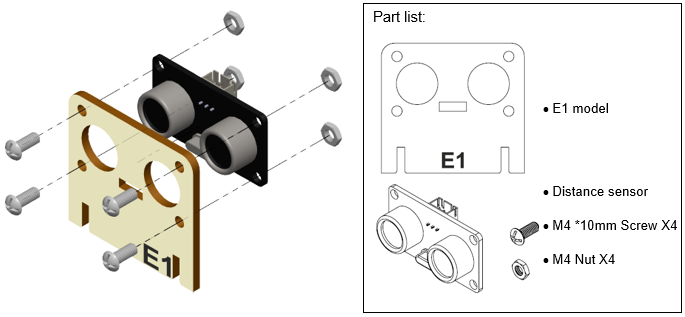 Part list:
E1 model
E1
E1
Distance sensor
M4 *10mm Screw X4
M4 Nut X4